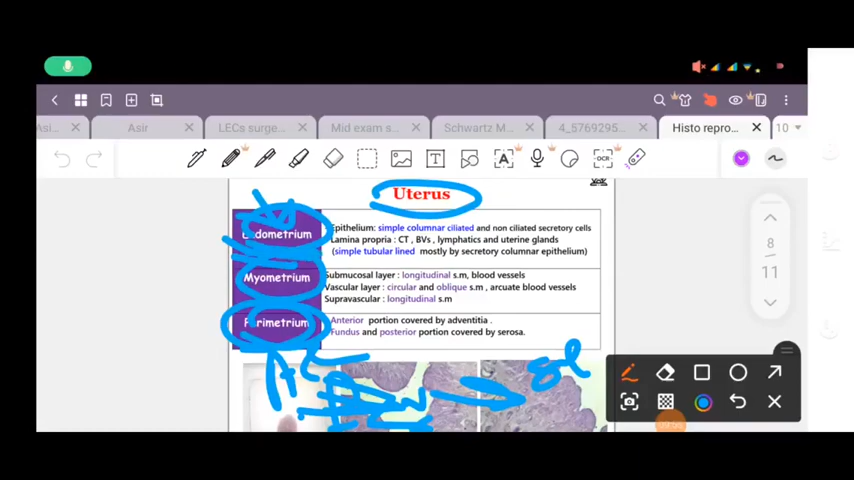 Asi...
Asir
LECs surge...
Mid exam s...
Schwartz M...
4_5769295...
Histo repro...
10
OCR
Uterus
Endometrium
Epithelium: simple columnar ciliated and non ciliated secretory cells
Lamina propria : CT , BVs , lymphatics and uterine glands
(simple tubular lined mostly by secretory columnar epithelium)
Myometrium
Submucosal layer : longitudinal s.m, blood vessels
Vascular layer : circular and oblique s.m , arcuate blood vessels
Supravascular : longitudinal s.m
Perimetrium
Anterior portion covered by adventitia .
Fundus and posterior portion covered by serosa.
8
11